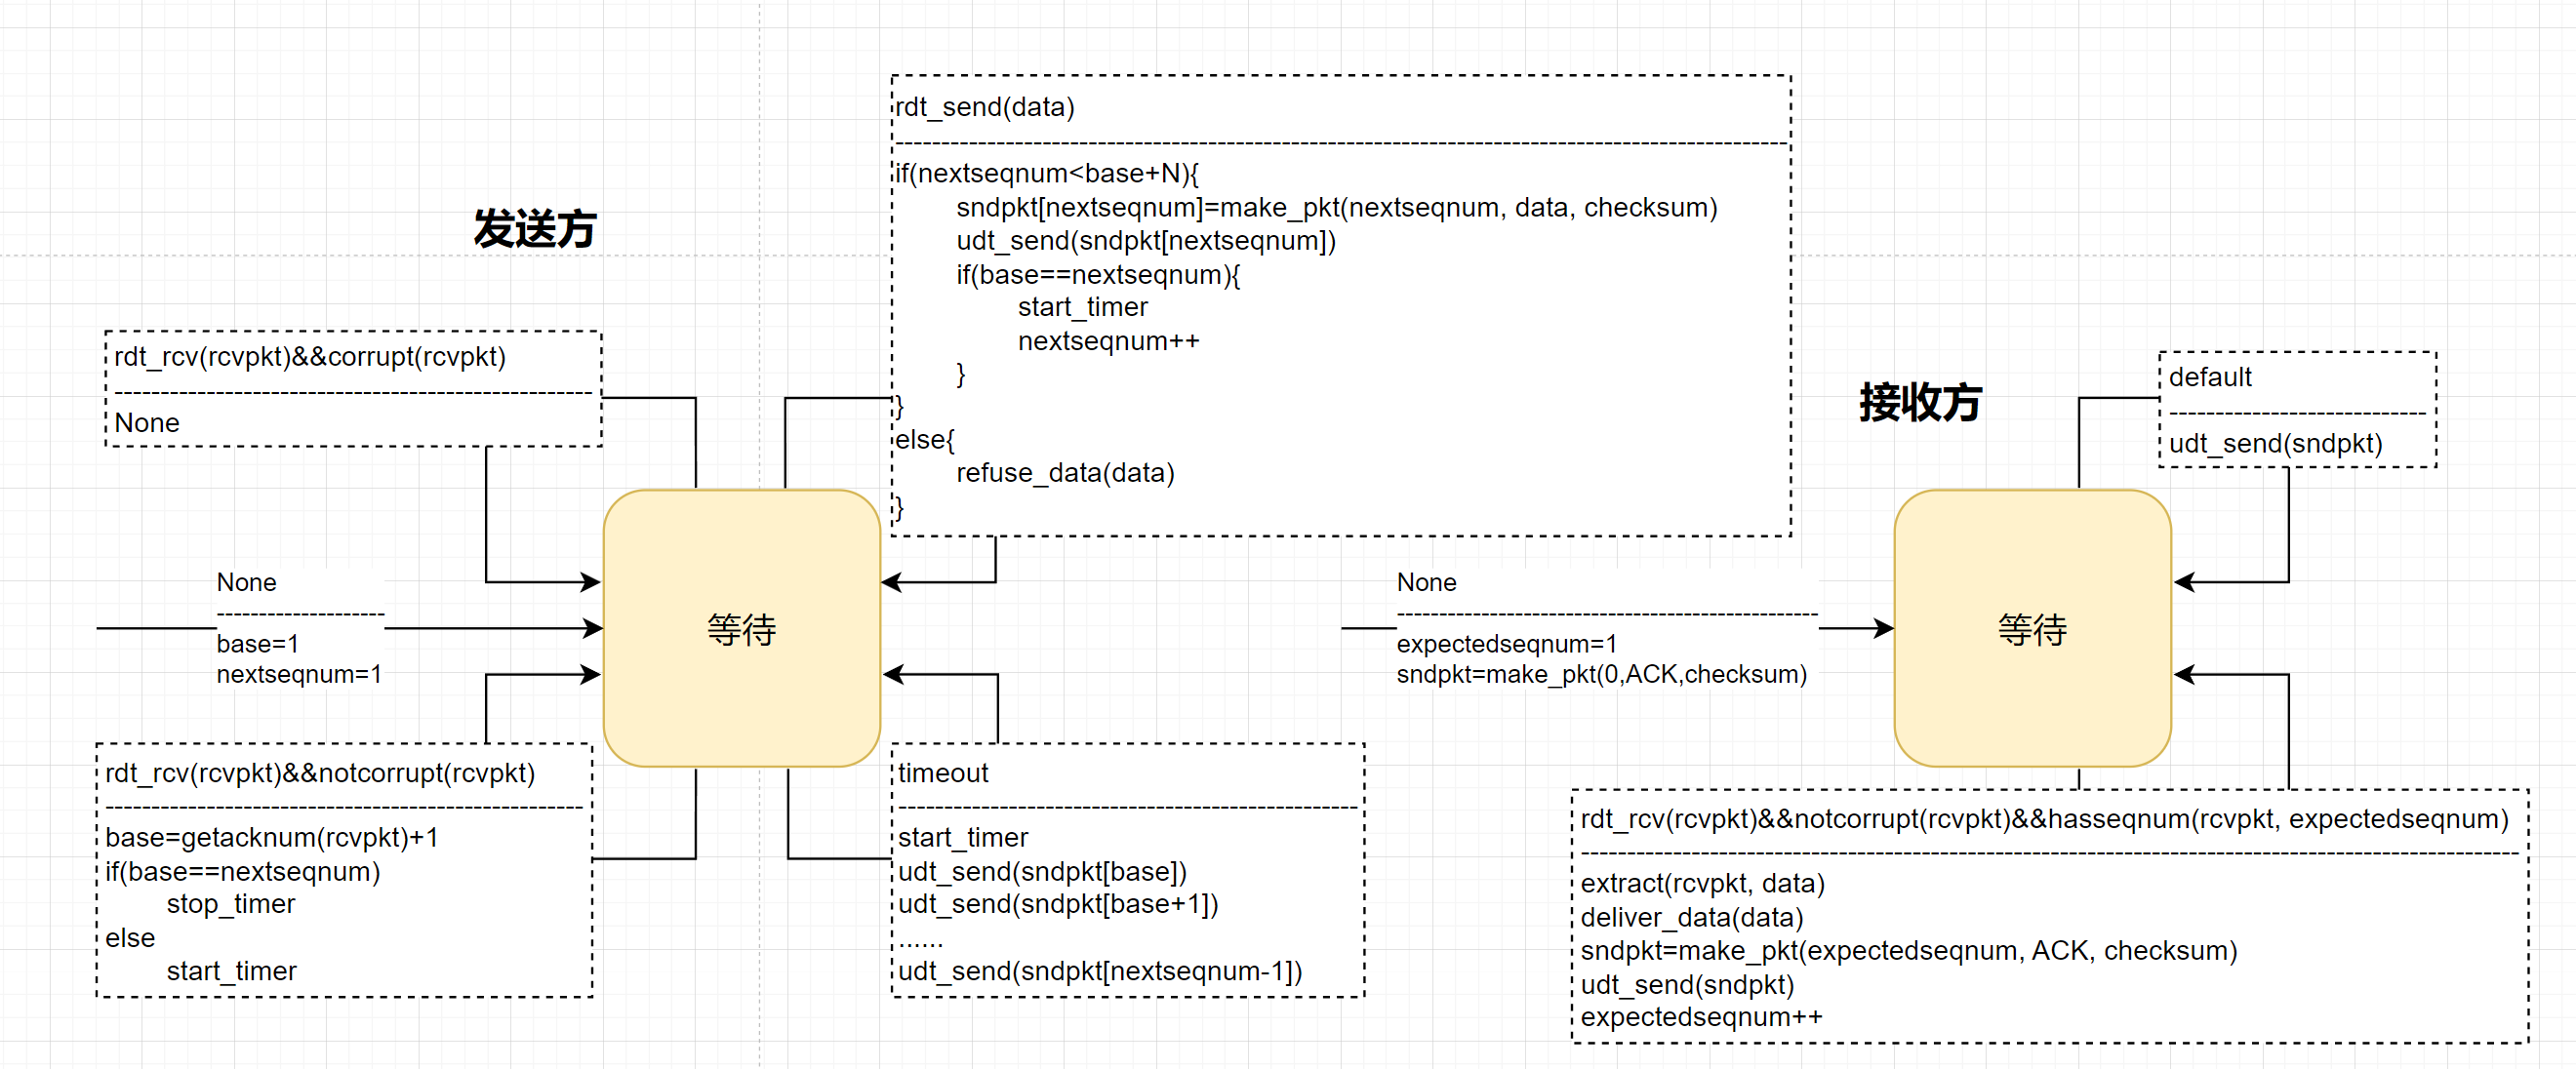 发送方
rdt_send(data)
if(nextseqnum<base+N){
sndpkt[nextseqnum]=make_pkt(nextseqnum, data, checksum)
udt_send(sndpkt[nextseqnum])
if(base==nextseqnum){
start_timer
nextseqnum++
}
}
else{
refuse_data(data)
}
rdt_rcv(rcvpkt)&&corrupt(rcvpkt)
None
None
base=1
nextseqnum=1
等待
rdt_rcv(rcvpkt)&&notcorrupt(rcvpkt)
base=getacknum(rcvpkt)+1
if(base==nextseqnum)
stop_timer
else
start_timer
timeout
start_timer
udt_send(sndpkt[base])
udt_send(sndpkt[base+1])
......
udt_send(sndpkt[nextseqnum-1])
接收方
default
udt_send(sndpkt)
None
expectedseqnum=1
sndpkt=make_pkt(0,ACK,checksum)
等待
rdt_rcv(rcvpkt)&&notcorrupt(rcvpkt)&&hasseqnum(rcvpkt, expectedseqnum)
extract(rcvpkt, data)
deliver_data(data)
sndpkt=make_pkt(expectedseqnum, ACK, checksum)
udt_send(sndpkt)
expectedseqnum++